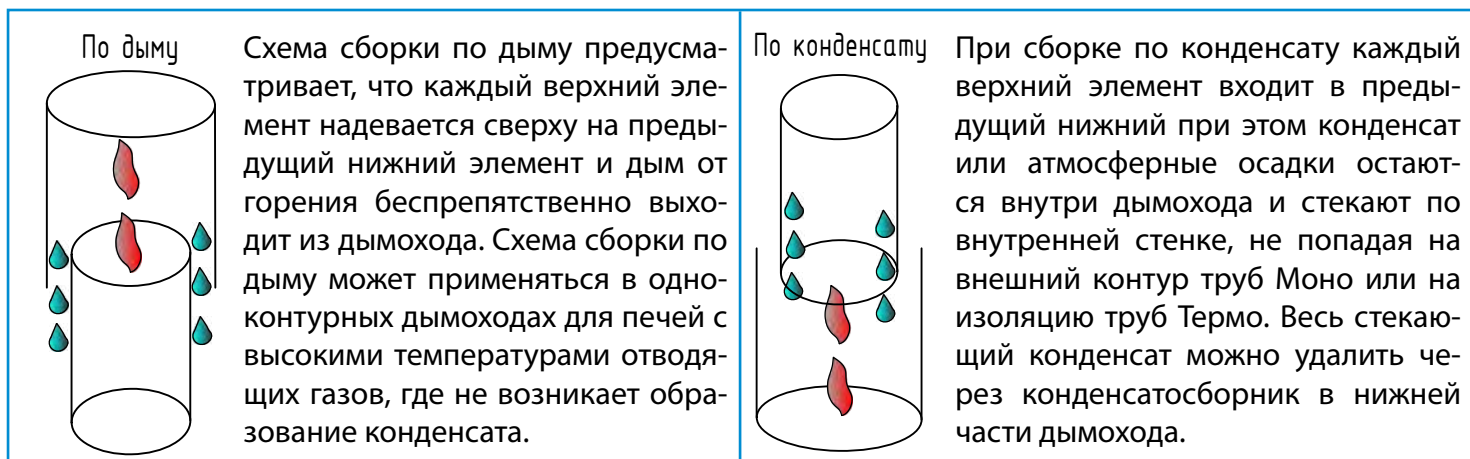 По дыму
Схема сборки по дыму предусма-
тривает, что каждый верхний эле-
мент надевается сверху на преды-
дущий нижний элемент и дым от
горения беспрепятственно выхо-
дит из дымохода. Схема сборки по
дыму может применяться в одно-
контурных дымоходах для печей с
высокими температурами отводя-
щих газов, где не возникает обра-
зование конденсата.
По конденсату
При сборке по конденсату каждый
верхний элемент входит в преды-
дущий нижний при этом конденсат
или атмосферные осадки остают-
ся внутри дымохода и стекают по
внутренней стенке, не попадая на
внешний контур труб Моно или на
изоляцию труб Термо. Весь стекаю-
щий конденсат можно удалить че-
рез конденсатосборник в нижней
части дымохода.